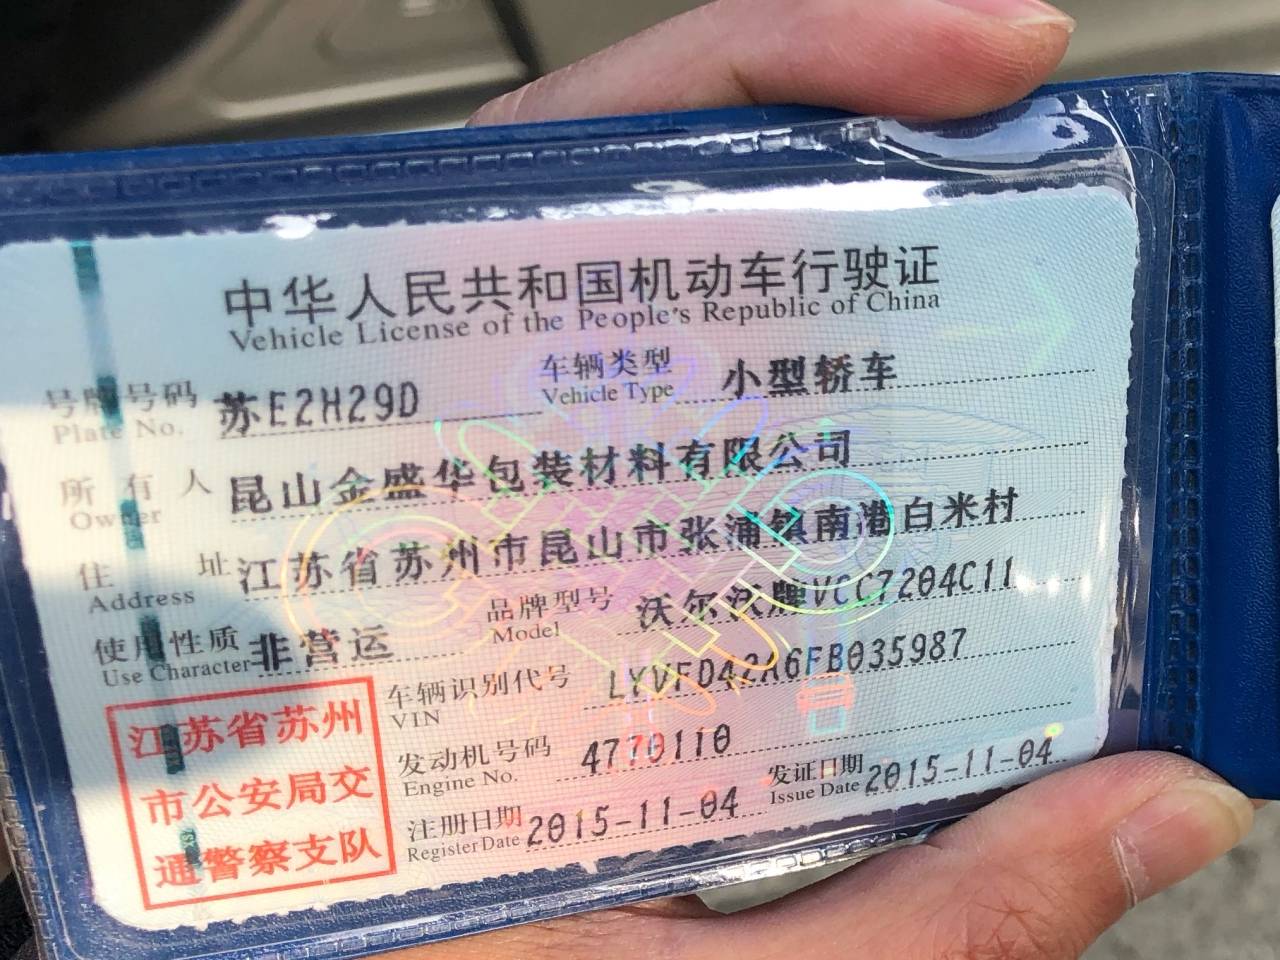 中华人民共和国机动车行驶证
Vehicle License of the People's Republic of China
号牌号码 苏E2H29D 车辆类型 小型轿车
Plate No. Vehicle Type
所有人 昆山金盛华包装材料有限公司
Owner
住址 江苏省苏州市昆山市张浦镇南港白米村
Address
使用性质 非营运 品牌型号 沃尔沃牌VCC7204C11
Use Character Model
车辆识别代号 LYVFD42A6FB035987
VIN
发动机号码 4770110
Engine No.
注册日期 2015-11-04 发证日期 2015-11-04
Register Date Issue Date
江苏省苏州
市公安局交
通警察支队